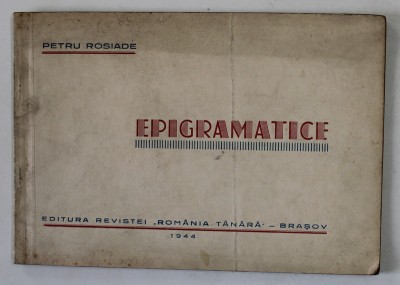 PETRU ROSIADE
EPIGRAMATICE
EDITURA REVISTEI „ROMÂNIA TÂNĂRĂ" – BRAŞOV
1944